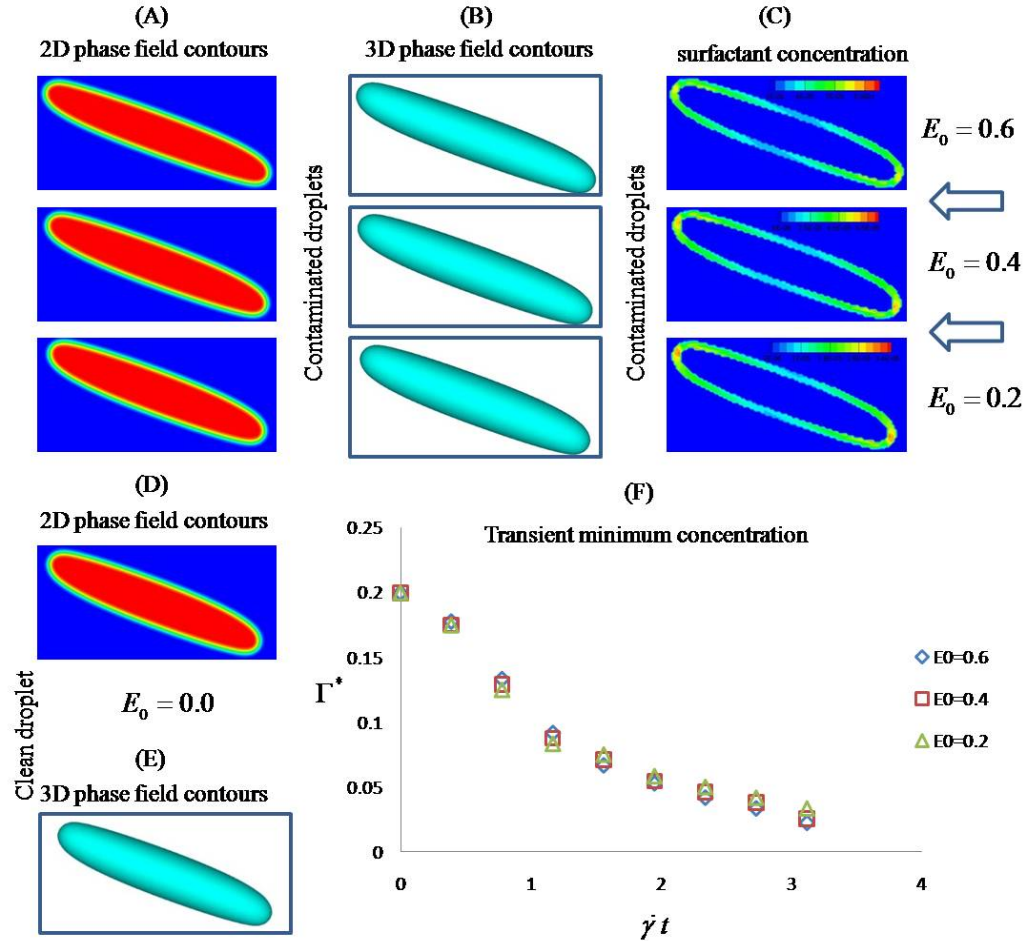 (A)
2D phase field contours
(B)
3D phase field contours
(C)
surfactant concentration
Contaminated droplets
Contaminated droplets
E₀ = 0.6
E₀ = 0.4
E₀ = 0.2
(D)
2D phase field contours
Clean droplet
E₀ = 0.0
(E)
3D phase field contours
(F)
Transient minimum concentration
0.25
0.2
0.15
0.1
0.05
0
Γ*
0 1 2 3 4
γ̇ t
E0=0.6
E0=0.4
E0=0.2